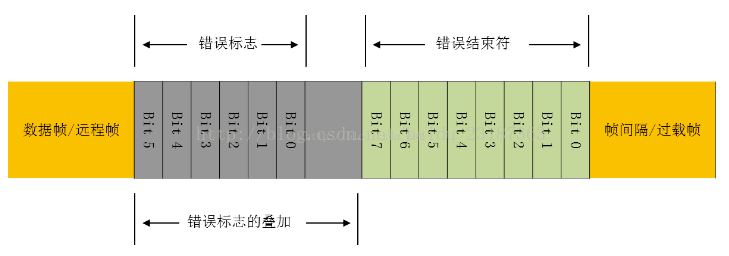 错误标志
错误结束符
数据帧/远程帧
Bit 5
Bit 4
Bit 3
Bit 2
Bit 1
Bit 0
Bit 7
Bit 6
Bit 5
Bit 4
Bit 3
Bit 2
Bit 1
Bit 0
帧间隔/过载帧
错误标志的叠加